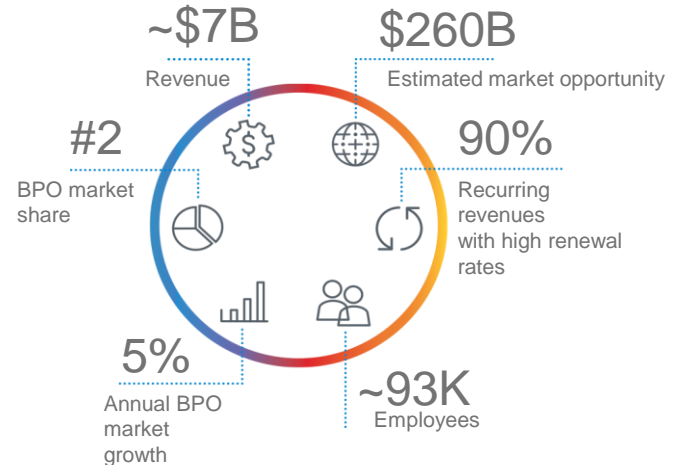 ~$7B
Revenue
$260B
Estimated market opportunity
#2
BPO market
share
90%
Recurring
revenues
with high renewal
rates
5%
Annual BPO
market
growth
~93K
Employees
$